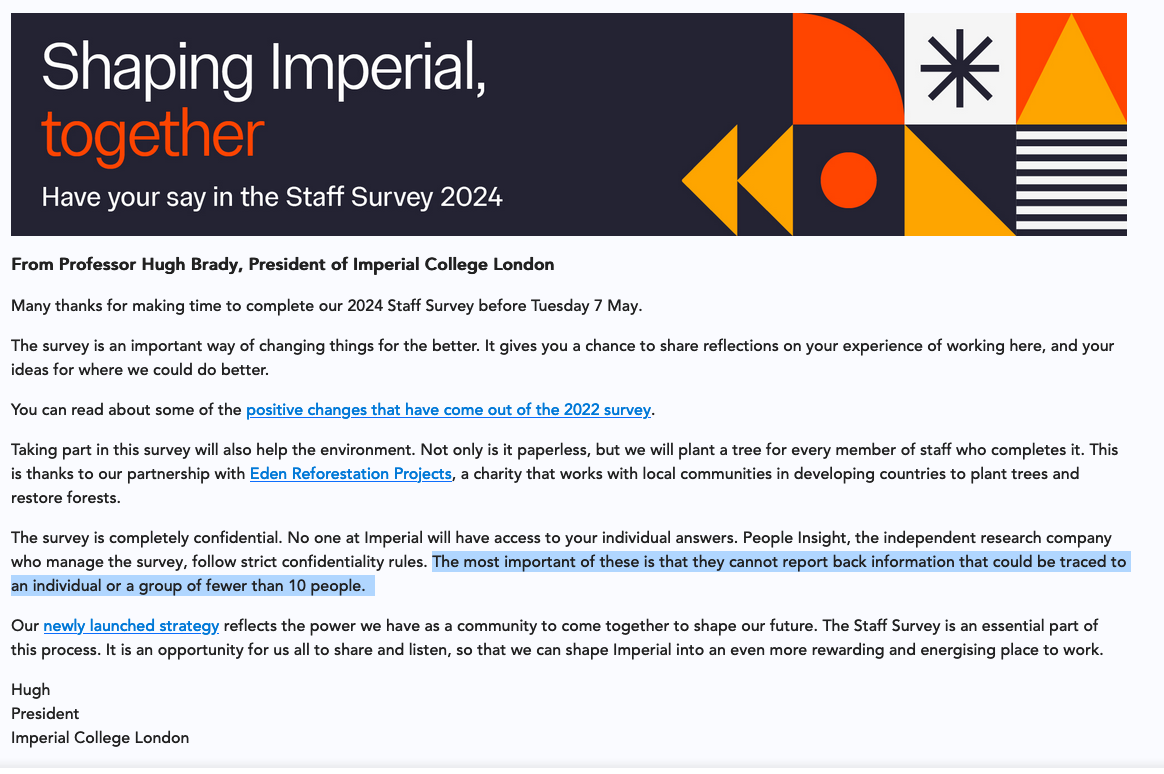 Shaping Imperial,
together
Have your say in the Staff Survey 2024
From Professor Hugh Brady, President of Imperial College London
Many thanks for making time to complete our 2024 Staff Survey before Tuesday 7 May.
The survey is an important way of changing things for the better. It gives you a chance to share reflections on your experience of working here, and your
ideas for where we could do better.
You can read about some of the positive changes that have come out of the 2022 survey.
Taking part in this survey will also help the environment. Not only is it paperless, but we will plant a tree for every member of staff who completes it. This
is thanks to our partnership with Eden Reforestation Projects, a charity that works with local communities in developing countries to plant trees and
restore forests.
The survey is completely confidential. No one at Imperial will have access to your individual answers. People Insight, the independent research company
who manage the survey, follow strict confidentiality rules. The most important of these is that they cannot report back information that could be traced to
an individual or a group of fewer than 10 people.
Our newly launched strategy reflects the power we have as a community to come together to shape our future. The Staff Survey is an essential part of
this process. It is an opportunity for us all to share and listen, so that we can shape Imperial into an even more rewarding and energising place to work.
Hugh
President
Imperial College London